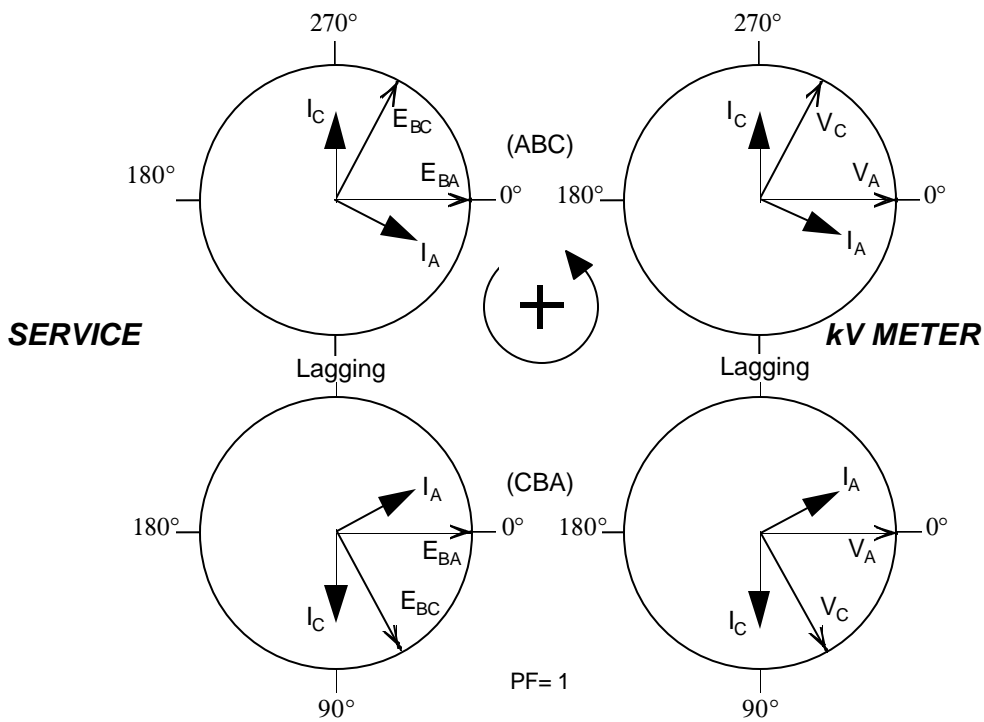 270°
270°
I_C
E_BC
(ABC)
I_C
V_C
180°
E_BA
0°
180°
V_A
0°
I_A
I_A
+
SERVICE
kV METER
Lagging
Lagging
I_A
(CBA)
I_A
180°
0°
180°
0°
E_BA
V_A
I_C
E_BC
I_C
V_C
PF= 1
90°
90°